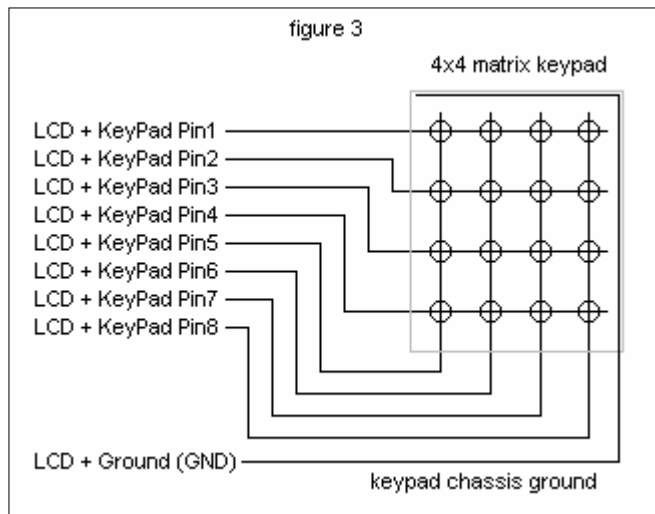 figure 3
4x4 matrix keypad
LCD + KeyPad Pin1
LCD + KeyPad Pin2
LCD + KeyPad Pin3
LCD + KeyPad Pin4
LCD + KeyPad Pin5
LCD + KeyPad Pin6
LCD + KeyPad Pin7
LCD + KeyPad Pin8
LCD + Ground (GND)
keypad chassis ground